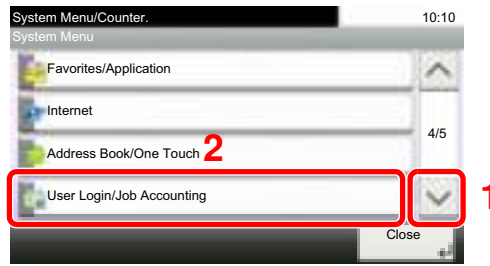 System Menu/Counter. 10:10
System Menu
Favorites/Application
Internet
4/5
Address Book/One Touch 2
User Login/Job Accounting
1
Close